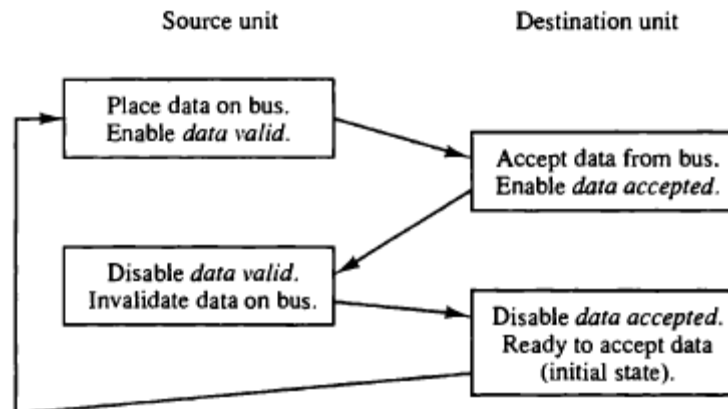 Source unit
Destination unit
Place data on bus.
Enable data valid.
Accept data from bus.
Enable data accepted.
Disable data valid.
Invalidate data on bus.
Disable data accepted.
Ready to accept data
(initial state).